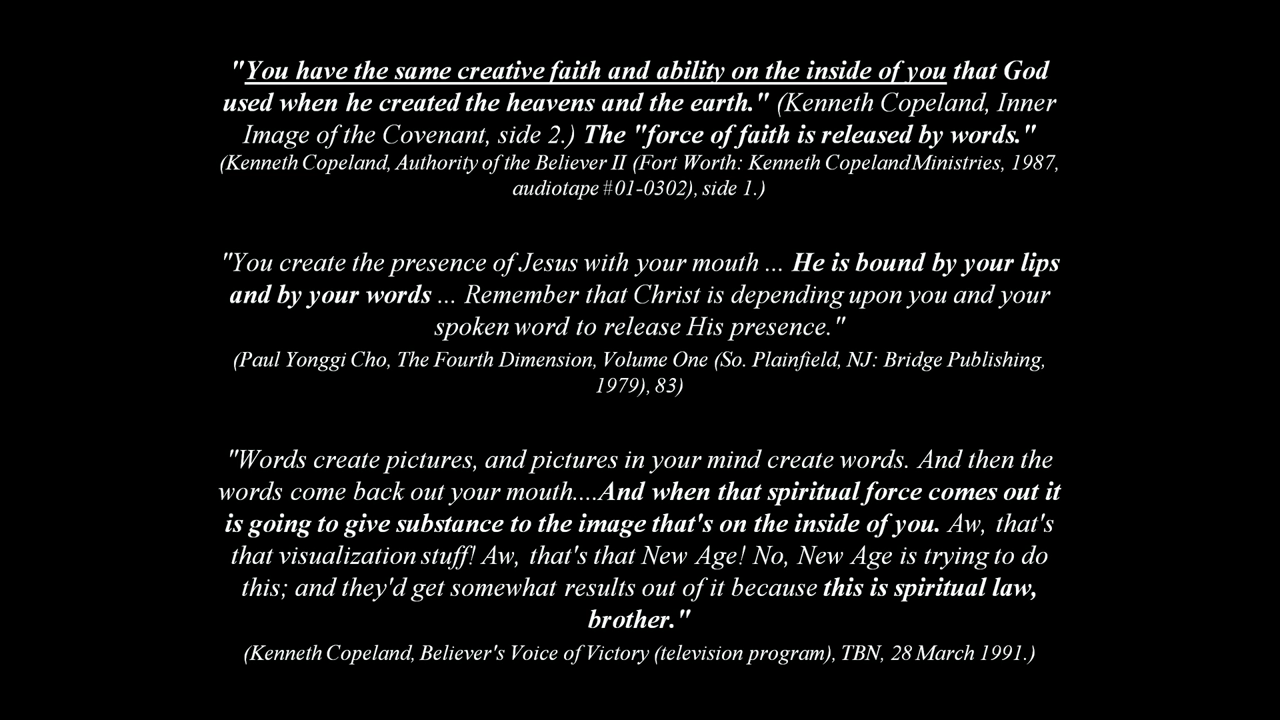 "You have the same creative faith and ability on the inside of you that God
used when he created the heavens and the earth." (Kenneth Copeland, Inner
Image of the Covenant, side 2.) The "force of faith is released by words."
(Kenneth Copeland, Authority of the Believer II (Fort Worth: Kenneth Copeland Ministries, 1987,
audiotape #01-0302), side 1.)
"You create the presence of Jesus with your mouth ... He is bound by your lips
and by your words ... Remember that Christ is depending upon you and your
spoken word to release His presence."
(Paul Yonggi Cho, The Fourth Dimension, Volume One (So. Plainfield, NJ: Bridge Publishing,
1979), 83)
"Words create pictures, and pictures in your mind create words. And then the
words come back out your mouth....And when that spiritual force comes out it
is going to give substance to the image that's on the inside of you. Aw, that's
that visualization stuff! Aw, that's that New Age! No, New Age is trying to do
this; and they'd get somewhat results out of it because this is spiritual law,
brother."
(Kenneth Copeland, Believer's Voice of Victory (television program), TBN, 28 March 1991.)